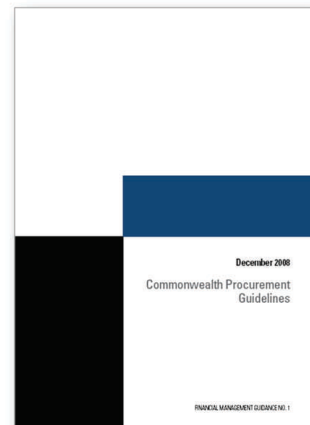 December 2008
Commonwealth Procurement
Guidelines
FINANCIAL MANAGEMENT GUIDANCE NO. 1